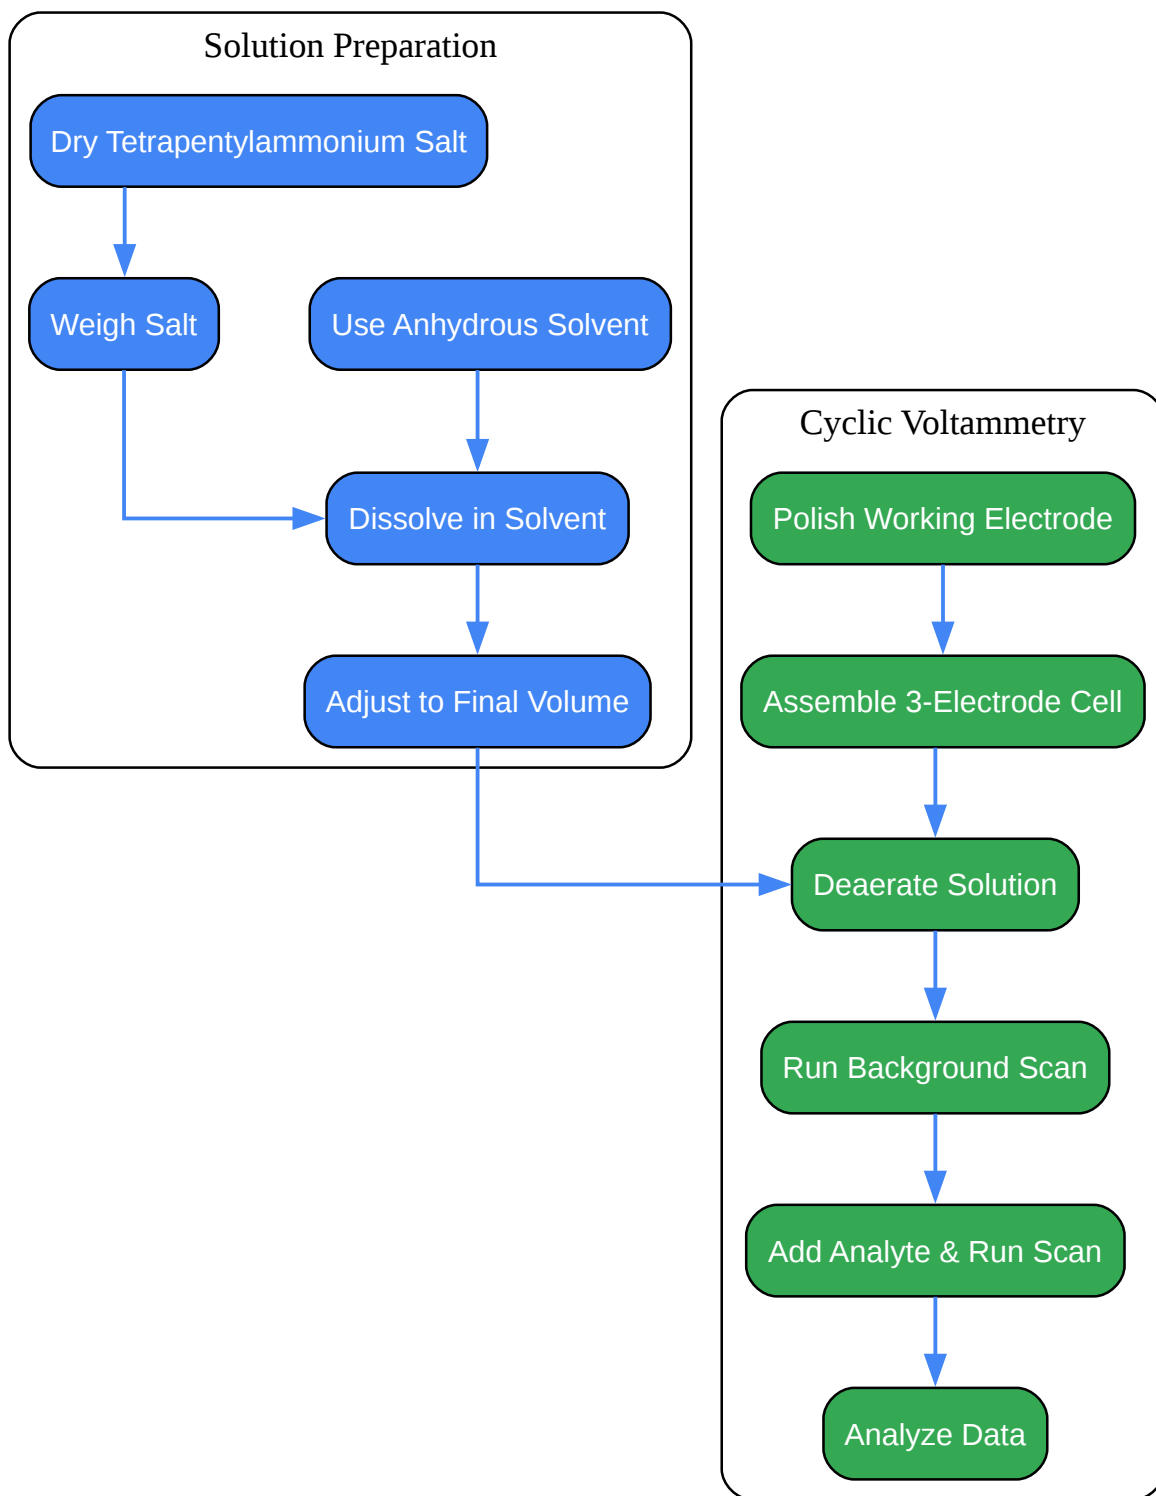 Solution Preparation
Dry Tetrapentylammonium Salt
Weigh Salt
Use Anhydrous Solvent
Dissolve in Solvent
Adjust to Final Volume
Cyclic Voltammetry
Polish Working Electrode
Assemble 3-Electrode Cell
Deaerate Solution
Run Background Scan
Add Analyte & Run Scan
Analyze Data